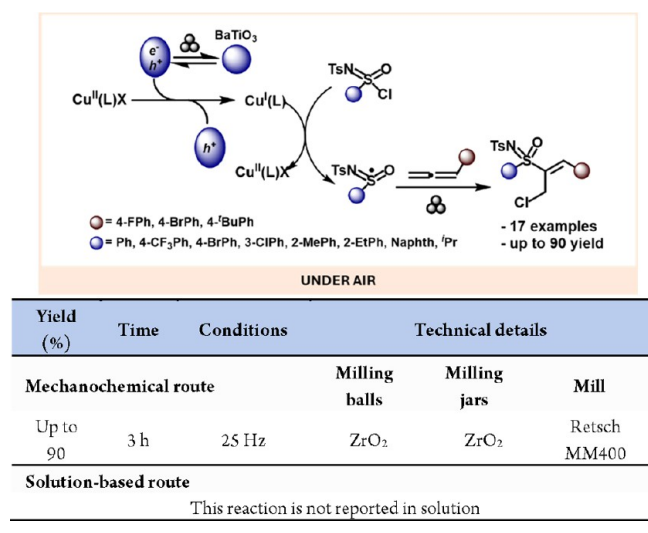 BaTiO₃
e⁻
h⁺
Cuᴵᴵ(L)X
Cuᴵ(L)
TsN
S
O
Cl
h⁺
Cuᴵᴵ(L)X
TsN
S
O
TsN
S
O
Cl
= 4-FPh, 4-BrPh, 4-ᵗBuPh
= Ph, 4-CF₃Ph, 4-BrPh, 3-ClPh, 2-MePh, 2-EtPh, Naphth, ⁱPr
- 17 examples
- up to 90 yield
UNDER AIR
Yield (%) Time Conditions Technical details
Mechanochemical route Milling balls Milling jars Mill
Up to 90 3 h 25 Hz ZrO₂ ZrO₂ Retsch MM400
Solution-based route
This reaction is not reported in solution